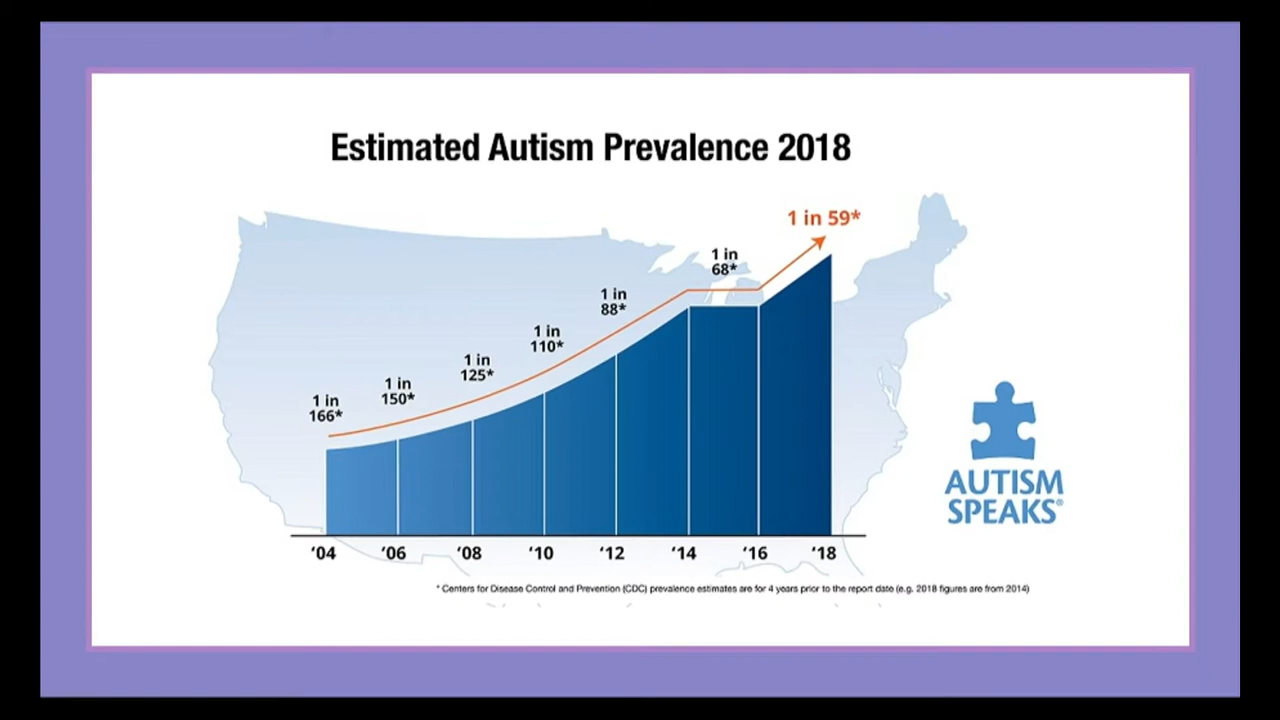 Estimated Autism Prevalence 2018
1 in 59*
1 in
68*
1 in
88*
1 in
110*
1 in
125*
1 in
150*
1 in
166*
AUTISM
SPEAKS®
‘04 ‘06 ‘08 ‘10 ‘12 ‘14 ‘16 ‘18
* Centers for Disease Control and Prevention (CDC) prevalence estimates are for 4 years prior to the report date (e.g. 2018 figures are from 2014)